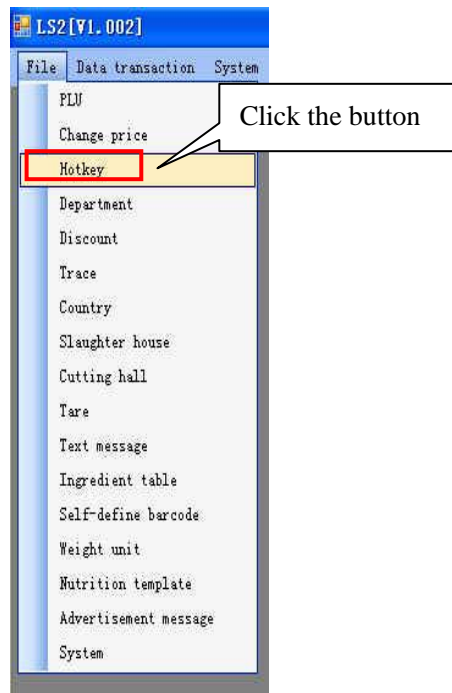 LS2[V1.002]
File Data transaction System
PLU
Click the button
Change price
Hotkey
Department
Discount
Trace
Country
Slaughter house
Cutting hall
Tare
Text message
Ingredient table
Self-define barcode
Weight unit
Nutrition template
Advertisement message
System